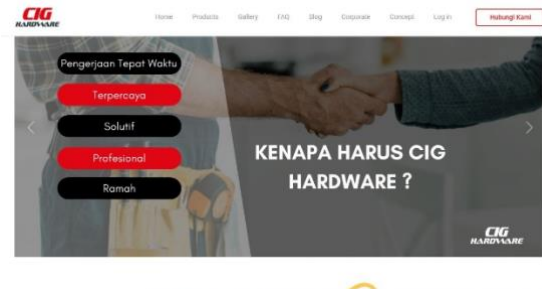 CIG
HARDWARE
Home Products Gallery FAQ Blog Corporate Concept Log in Hubungi Kami
Pengerjaan Tepat Waktu
Terpercaya
Solutif
Profesional
Ramah
KENAPA HARUS CIG
HARDWARE ?
CIG
HARDWARE